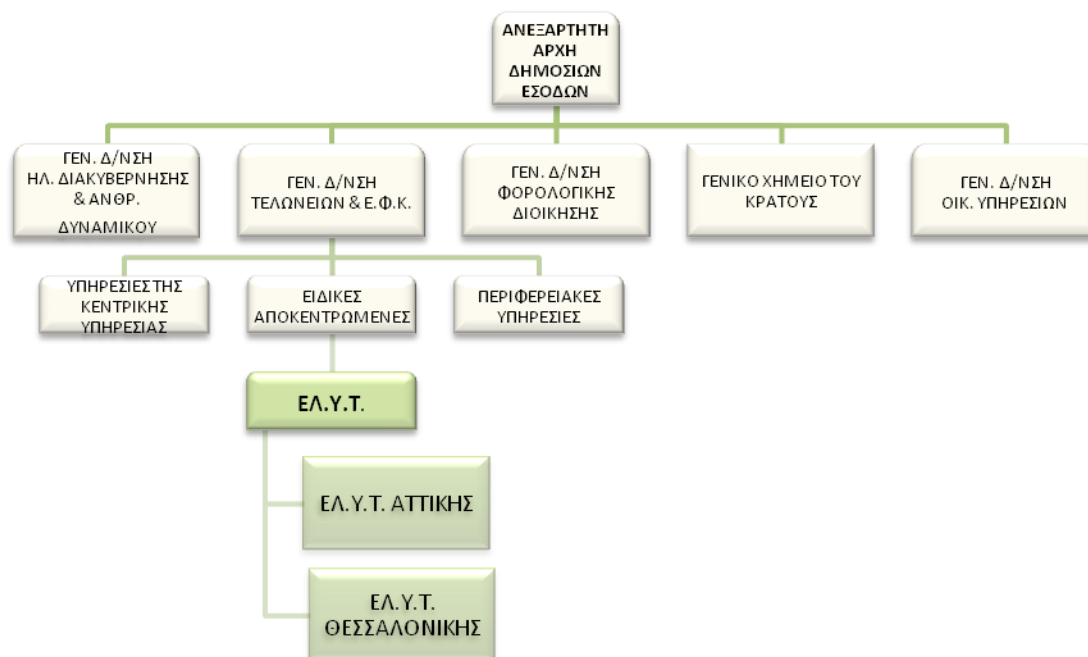 ΑΝΕΞΑΡΤΗΤΗ
ΑΡΧΗ
ΔΗΜΟΣΙΩΝ
ΕΣΟΔΩΝ
ΓΕΝ. Δ/ΝΣΗ
ΗΛ. ΔΙΑΚΥΒΕΡΝΗΣΗΣ
& ΑΝΘΡ.
ΔΥΝΑΜΙΚΟΥ
ΓΕΝ. Δ/ΝΣΗ
ΤΕΛΩΝΕΙΩΝ & Ε.Φ.Κ.
ΓΕΝ. Δ/ΝΣΗ
ΦΟΡΟΛΟΓΙΚΗΣ
ΔΙΟΙΚΗΣΗΣ
ΓΕΝΙΚΟ ΧΗΜΕΙΟ ΤΟΥ
ΚΡΑΤΟΥΣ
ΓΕΝ. Δ/ΝΣΗ
ΟΙΚ. ΥΠΗΡΕΣΙΩΝ
ΥΠΗΡΕΣΙΕΣ ΤΗΣ
ΚΕΝΤΡΙΚΗΣ
ΥΠΗΡΕΣΙΑΣ
ΕΙΔΙΚΕΣ
ΑΠΟΚΕΝΤΡΩΜΕΝΕΣ
ΠΕΡΙΦΕΡΕΙΑΚΕΣ
ΥΠΗΡΕΣΙΕΣ
ΕΛ.Υ.Τ.
ΕΛ.Υ.Τ. ΑΤΤΙΚΗΣ
ΕΛ.Υ.Τ.
ΘΕΣΣΑΛΟΝΙΚΗΣ